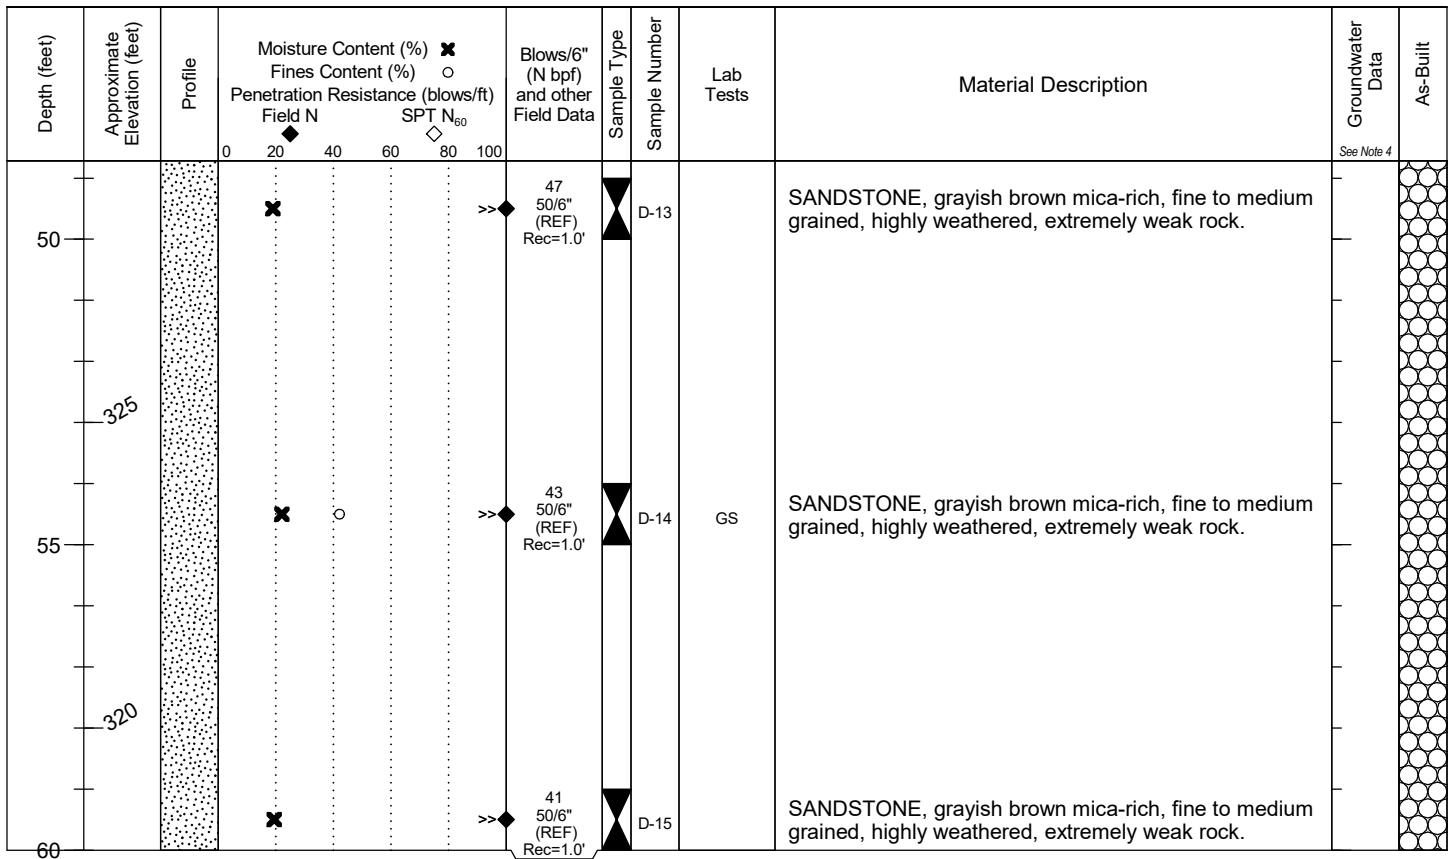 Depth (feet)
Approximate
Elevation (feet)
Profile
Moisture Content (%)
Fines Content (%)
Penetration Resistance (blows/ft)
Field N SPT N60
0 20 40 60 80 100
Blows/6"
(N bpf)
and other
Field Data
Sample Type
Sample Number
Lab
Tests
Material Description
Groundwater
Data
See Note 4
As-Built
>>
47
50/6"
(REF)
Rec=1.0'
D-13
SANDSTONE, grayish brown mica-rich, fine to medium
grained, highly weathered, extremely weak rock.
50
325
>>
43
50/6"
(REF)
Rec=1.0'
D-14
GS
SANDSTONE, grayish brown mica-rich, fine to medium
grained, highly weathered, extremely weak rock.
55
320
>>
41
50/6"
(REF)
Rec=1.0'
D-15
SANDSTONE, grayish brown mica-rich, fine to medium
grained, highly weathered, extremely weak rock.
60